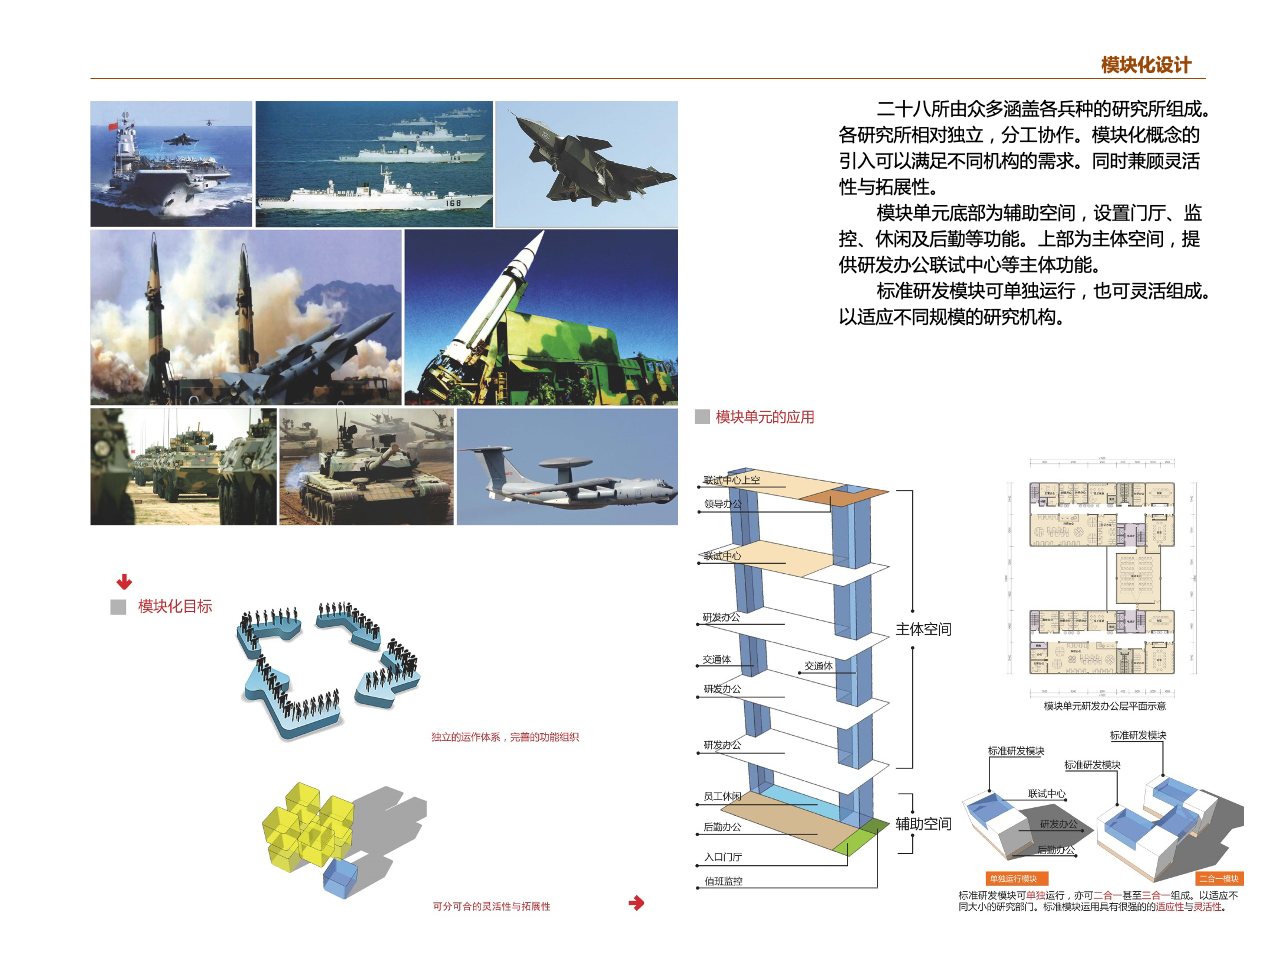 模块化设计
二十八所由众多涵盖各兵种的研究所组成。
各研究所相对独立，分工协作。模块化概念的
引入可以满足不同机构的需求。同时兼顾灵活
性与拓展性。
模块单元底部为辅助空间，设置门厅、监
控、休闲及后勤等功能。上部为主体空间，提
供研发办公联试中心等主体功能。
标准研发模块可单独运行，也可灵活组成。
以适应不同规模的研究机构。
168
模块化目标
独立的运作体系，完善的功能组织
可分可合的灵活性与拓展性
模块单元的应用
联试中心上空
领导办公
联试中心
研发办公
交通体
交通体
研发办公
研发办公
员工休闲
后勤办公
入口门厅
值班监控
主体空间
辅助空间
模块单元研发办公层平面示意
标准研发模块
标准研发模块
标准研发模块
联试中心
研发办公
后勤办公
单独运行模块
二合一模块
标准研发模块可单独运行，亦可二合一甚至三合一组成。以适应不
同大小的研究部门。标准模块运用具有很强的的适应性与灵活性。